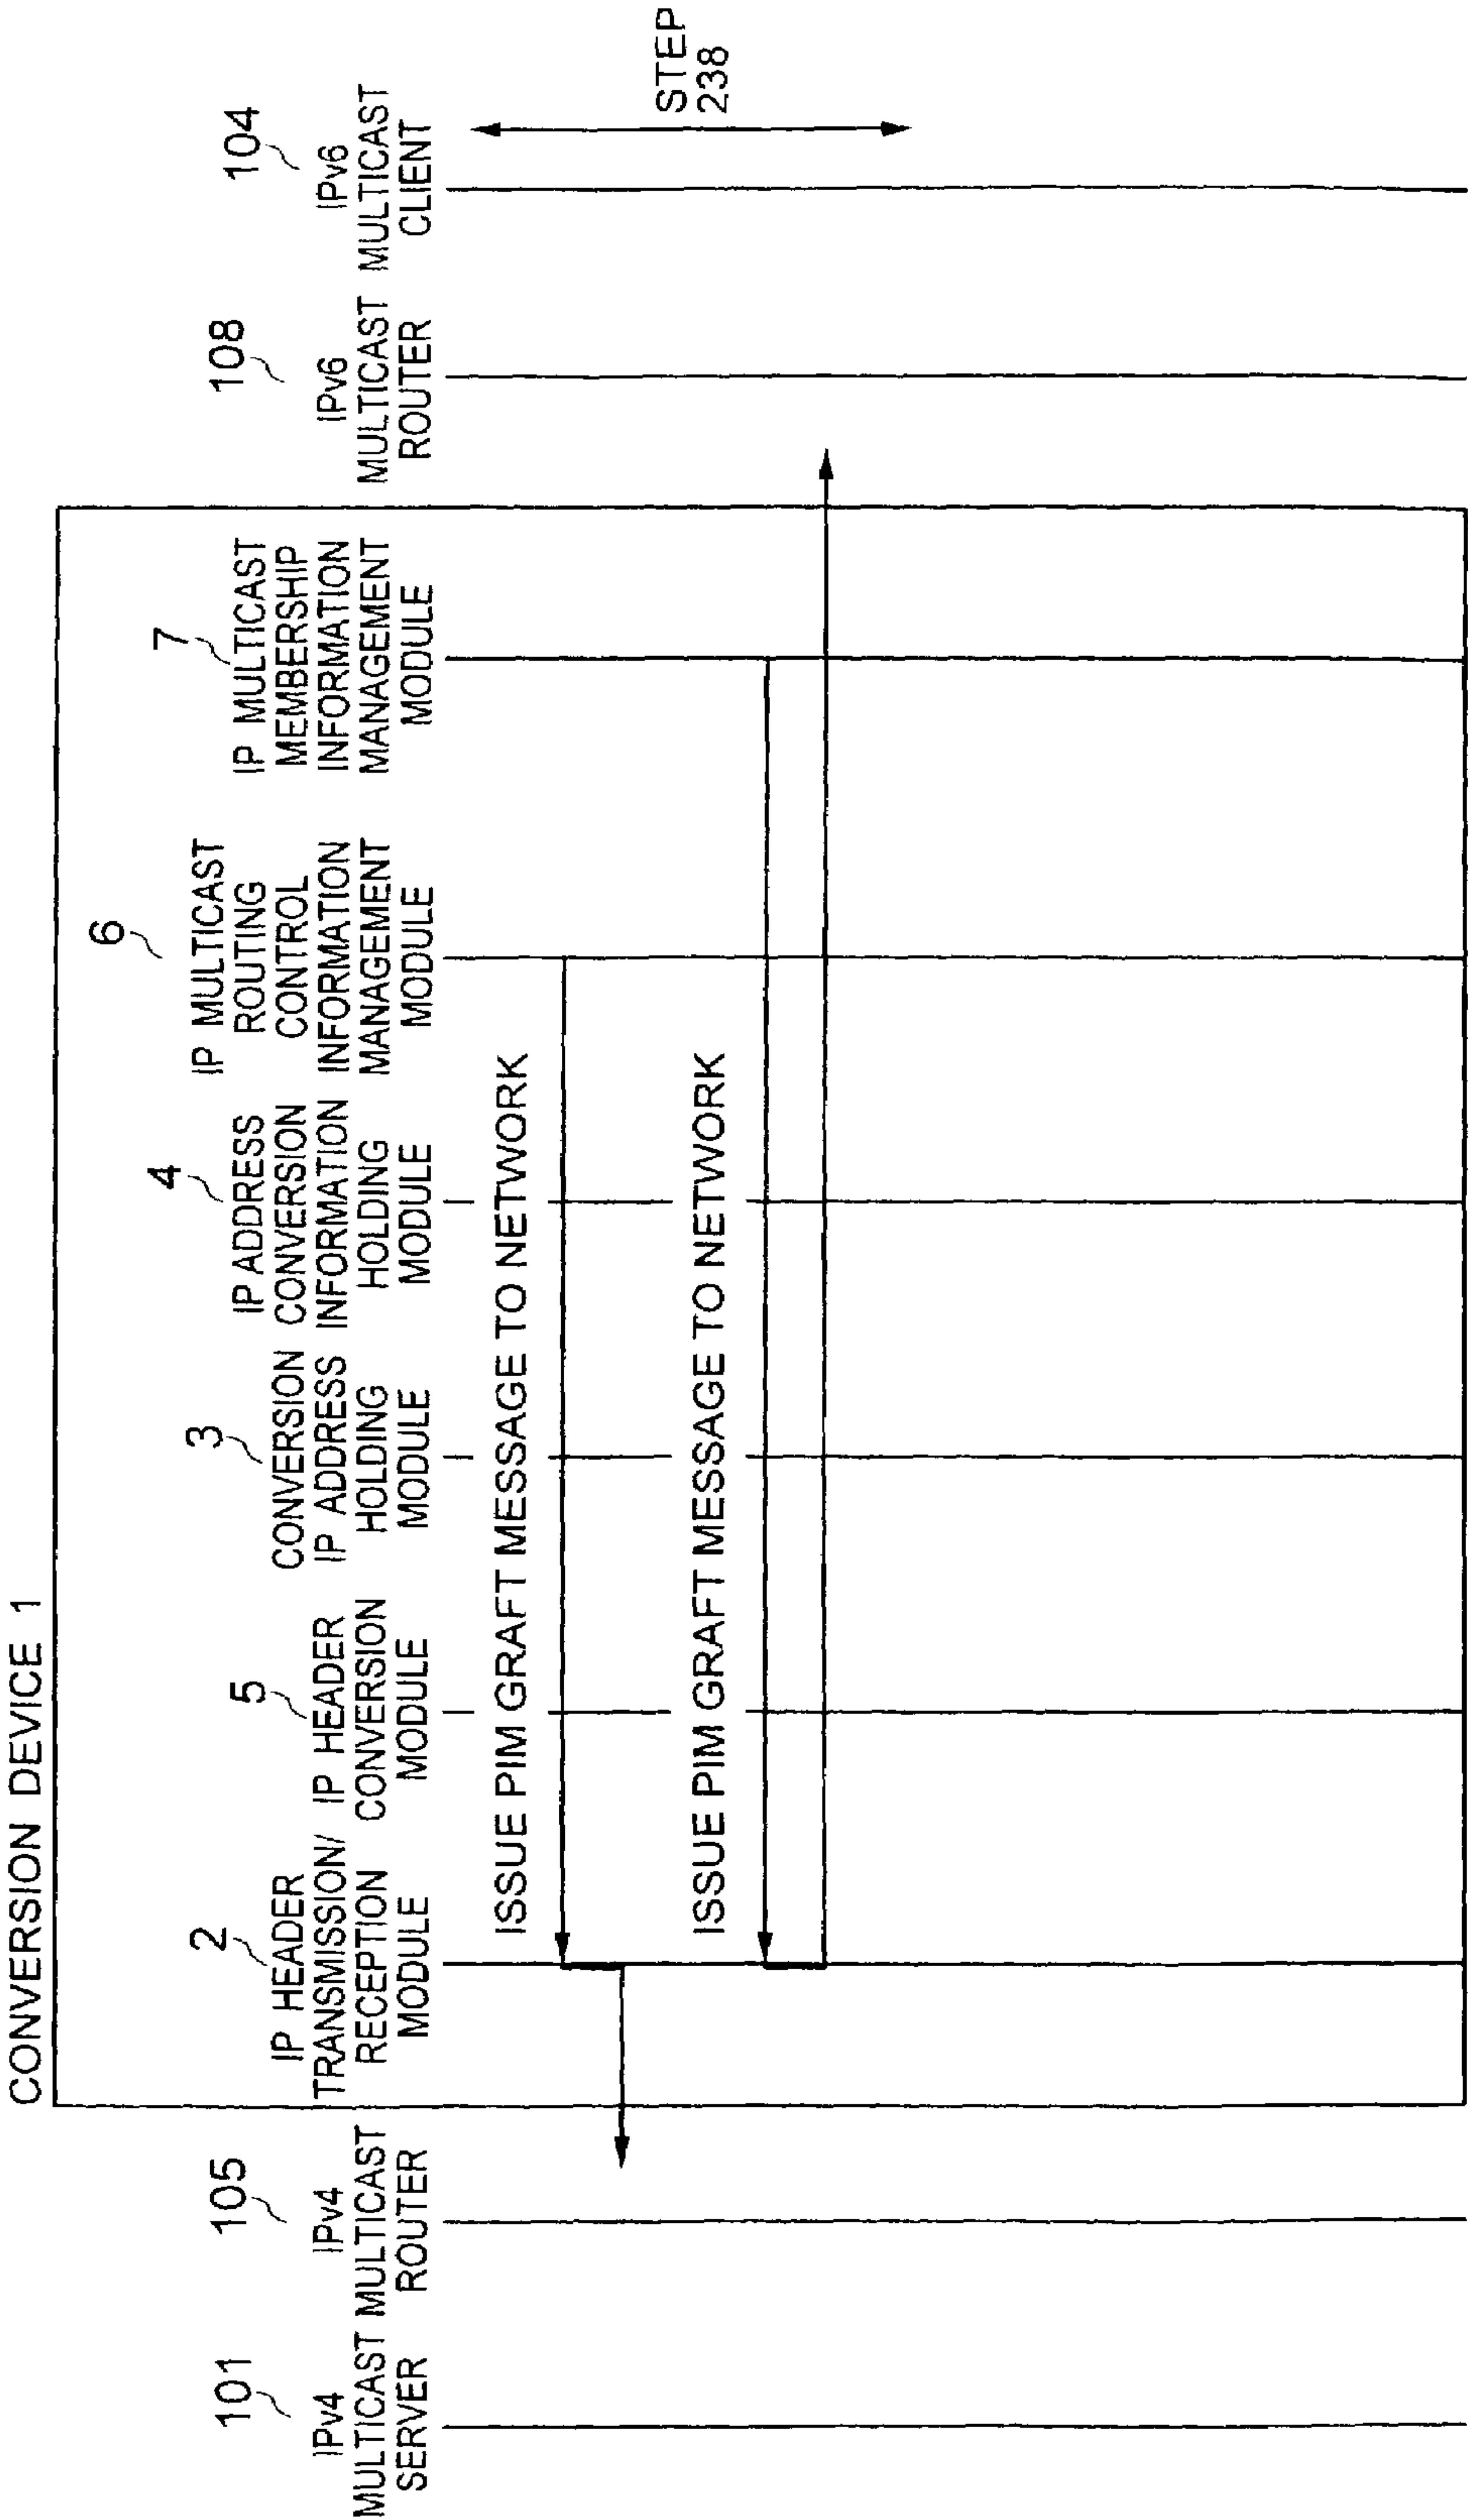 CONVERSION DEVICE 1
101
IPv4
MULTICAST
SERVER
105
IPv4
MULTICAST
ROUTER
2
IP HEADER
TRANSMISSION/
RECEPTION
MODULE
5
IP HEADER
CONVERSION
MODULE
3
CONVERSION
IP ADDRESS
HOLDING
MODULE
4
IP ADDRESS
CONVERSION
INFORMATION
HOLDING
MODULE
6
IP MULTICAST
ROUTING
CONTROL
INFORMATION
MANAGEMENT
MODULE
7
IP MULTICAST
MEMBERSHIP
INFORMATION
MANAGEMENT
MODULE
108
IPv6
MULTICAST
ROUTER
104
IPv6
MULTICAST
CLIENT
ISSUE PIM GRAFT MESSAGE TO NETWORK
ISSUE PIM GRAFT MESSAGE TO NETWORK
STEP
238